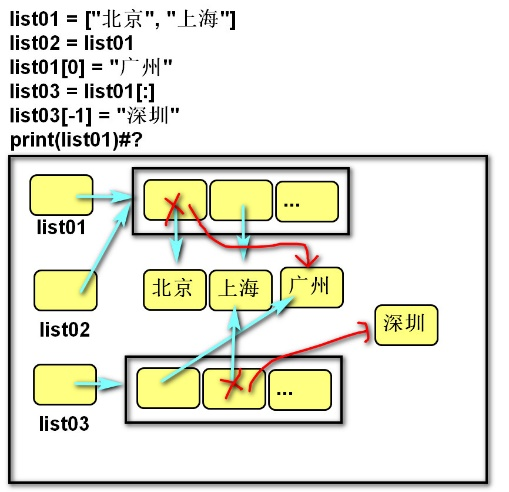 list01 = ["北京", "上海"]
list02 = list01
list01[0] = "广州"
list03 = list01[:]
list03[-1] = "深圳"
print(list01)#?
...
list01
北京 上海 广州
list02
深圳
...
list03